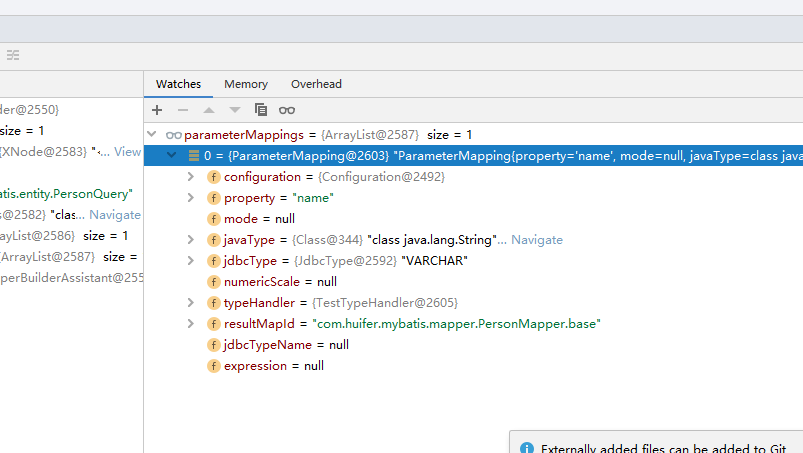 Watches Memory Overhead
der@2550}
size = 1
{XNode@2583} "<... View
atis.entity.PersonQuery"
s@2582} "clas... Navigate
ayList@2586} size = 1
{ArrayList@2587} size =
perBuilderAssistant@255
parameterMappings = {ArrayList@2587} size = 1
0 = {ParameterMapping@2603} "ParameterMapping{property='name', mode=null, javaType=class java
configuration = {Configuration@2492}
property = "name"
mode = null
javaType = {Class@344} "class java.lang.String"... Navigate
jdbcType = {JdbcType@2592} "VARCHAR"
numericScale = null
typeHandler = {TestTypeHandler@2605}
resultMapId = "com.huifer.mybatis.mapper.PersonMapper.base"
jdbcTypeName = null
expression = null
Externally added files can be added to Git